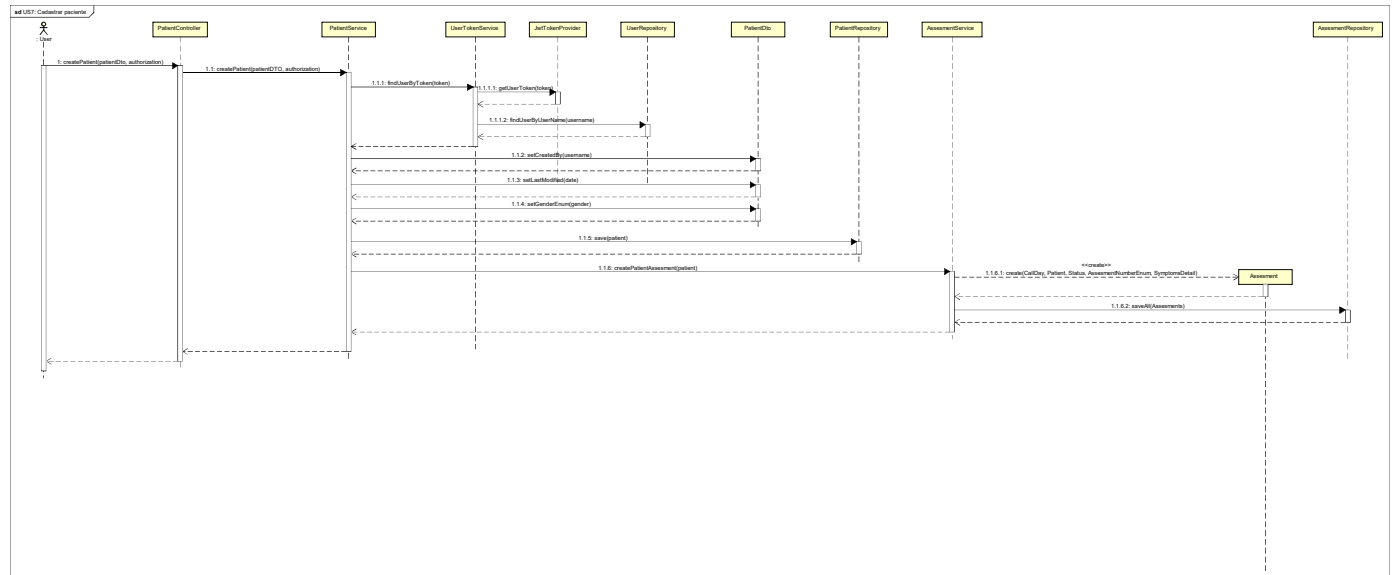 sd US7: Cadastrar paciente
: User
PatientController
PatientService
UserTokenService
JwtTokenProvider
UserRepository
PatientDto
PatientRepository
AssesmentService
AssesmentRepository
1: createPatient(patientDto, authorization)
1.1: createPatient(patientDTO, authorization)
1.1.1: findUserByToken(token)
1.1.1.1: getUserToken(token)
1.1.1.2: findUserByUserName(username)
1.1.2: setCreatedBy(username)
1.1.3: setLastModified(date)
1.1.4: setGenderEnum(gender)
1.1.5: save(patient)
1.1.6: createPatientAssesment(patient)
<<create>>
1.1.6.1: create(CallDay, Patient, Status, AssesmentNumberEnum, SymptomsDetail)
Assesment
1.1.6.2: saveAll(Assesments)